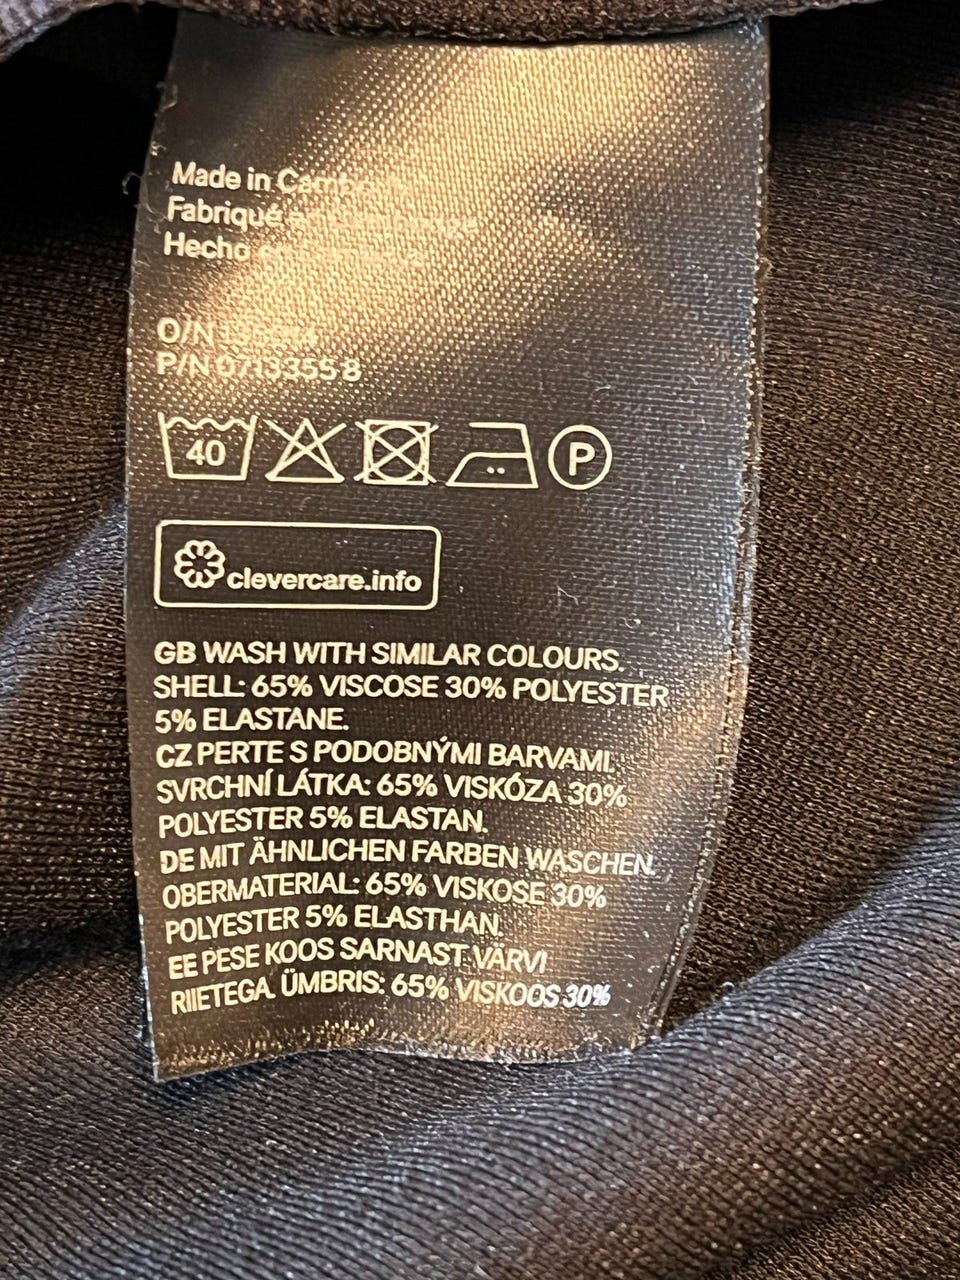 Made in Cambodia
Fabriqué
Hecho
O/N
P/N 0713355 8
40
P
clevercare.info
GB WASH WITH SIMILAR COLOURS.
SHELL: 65% VISCOSE 30% POLYESTER
5% ELASTANE.
CZ PERTE S PODOBNÝMI BARVAMI.
SVRCHNÍ LÁTKA: 65% VISKÓZA 30%
POLYESTER 5% ELASTAN.
DE MIT ÄHNLICHEN FARBEN WASCHEN.
OBERMATERIAL: 65% VISKOSE 30%
POLYESTER 5% ELASTHAN.
EE PESE KOOS SARNAST VÄRVI
RIIETEGA. ÜMBRIS: 65% VISKOOS 30%